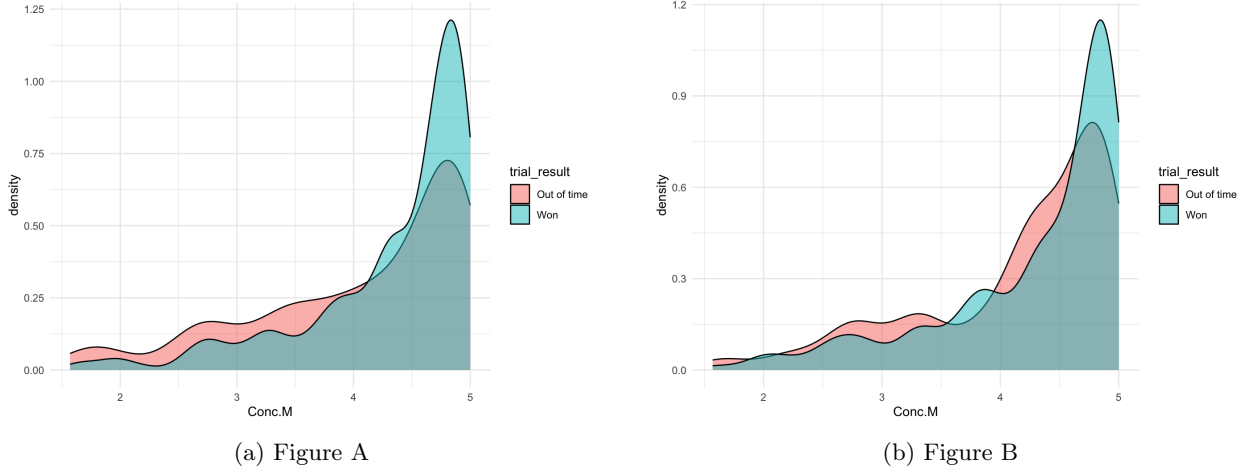 1.25
1.00
0.75
0.50
0.25
0.00
density
2 3 4 5
Conc.M
trial_result
Out of time
Won
(a) Figure A
1.2
0.9
0.6
0.3
0.0
density
2 3 4 5
Conc.M
trial_result
Out of time
Won
(b) Figure B